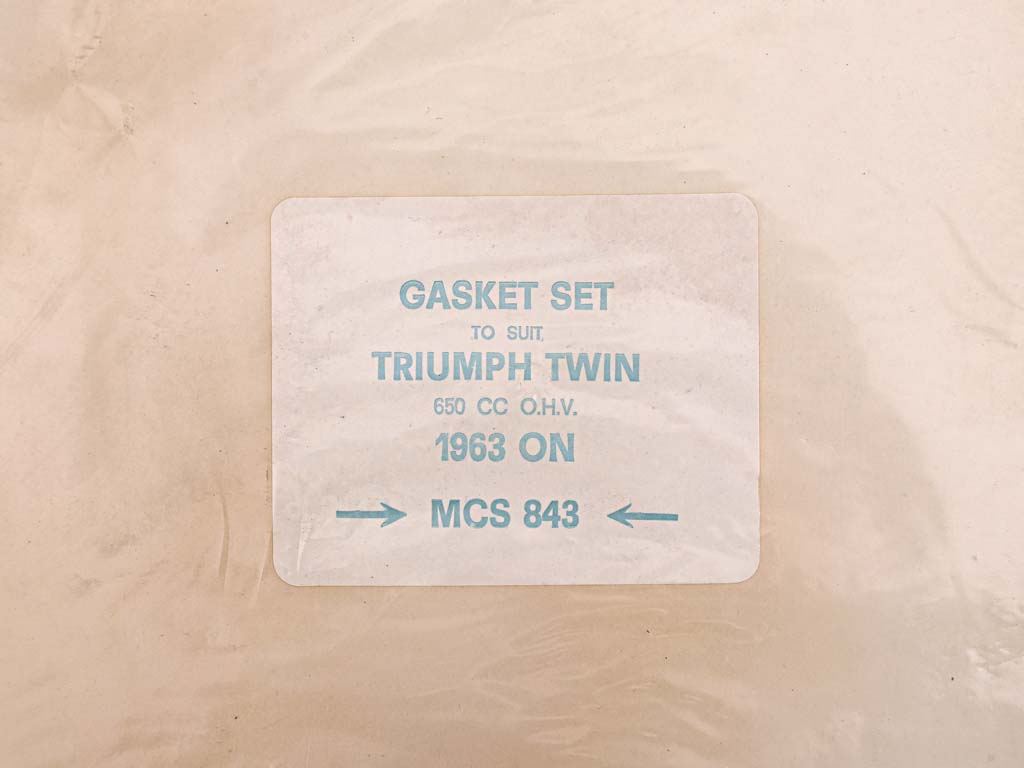 GASKET SET
TO SUIT,
TRIUMPH TWIN
650 CC O.H.V.
1963 ON
MCS 843